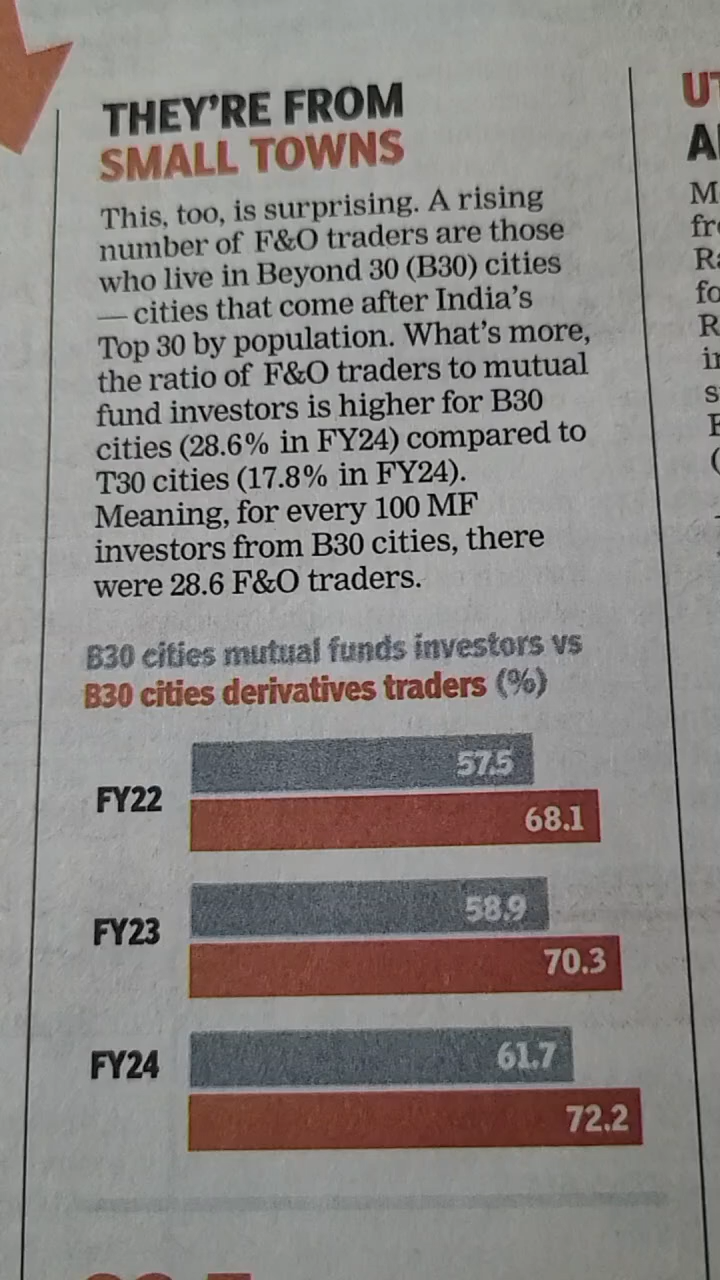 THEY'RE FROM
SMALL TOWNS
This, too, is surprising. A rising
number of F&O traders are those
who live in Beyond 30 (B30) cities
— cities that come after India's
Top 30 by population. What's more,
the ratio of F&O traders to mutual
fund investors is higher for B30
cities (28.6% in FY24) compared to
T30 cities (17.8% in FY24).
Meaning, for every 100 MF
investors from B30 cities, there
were 28.6 F&O traders.
B30 cities mutual funds investors vs
B30 cities derivatives traders (%)
FY22
57.5
68.1
FY23
58.9
70.3
FY24
61.7
72.2